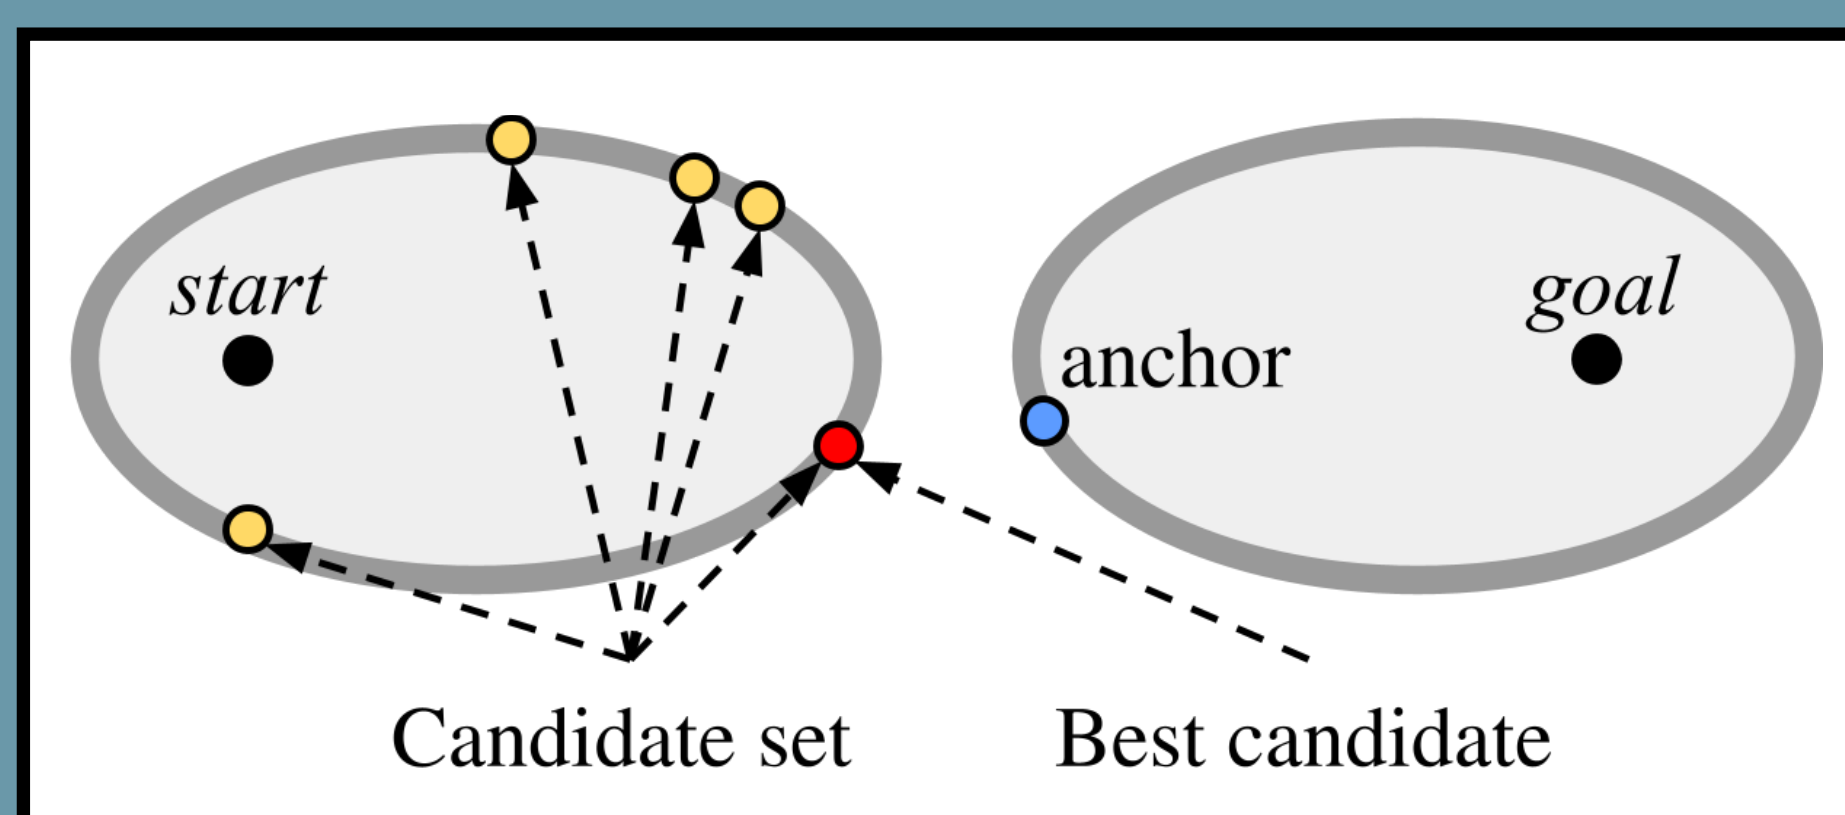 start
goal
anchor
Candidate set
Best candidate